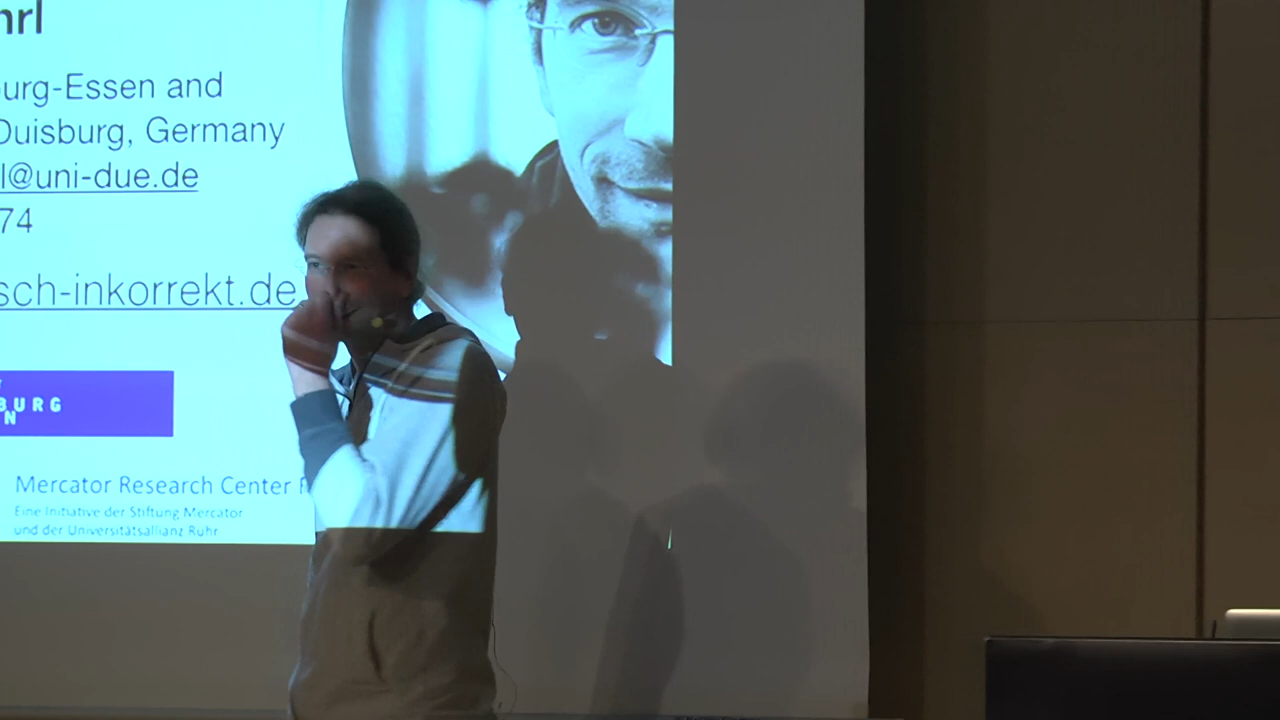 hrl
urg-Essen and
Duisburg, Germany
l@uni-due.de
74
sch-inkorrekt.de
BURG
N
Mercator Research Center
Eine Initiative der Stiftung Mercator
und der Universitätsallianz Ruhr